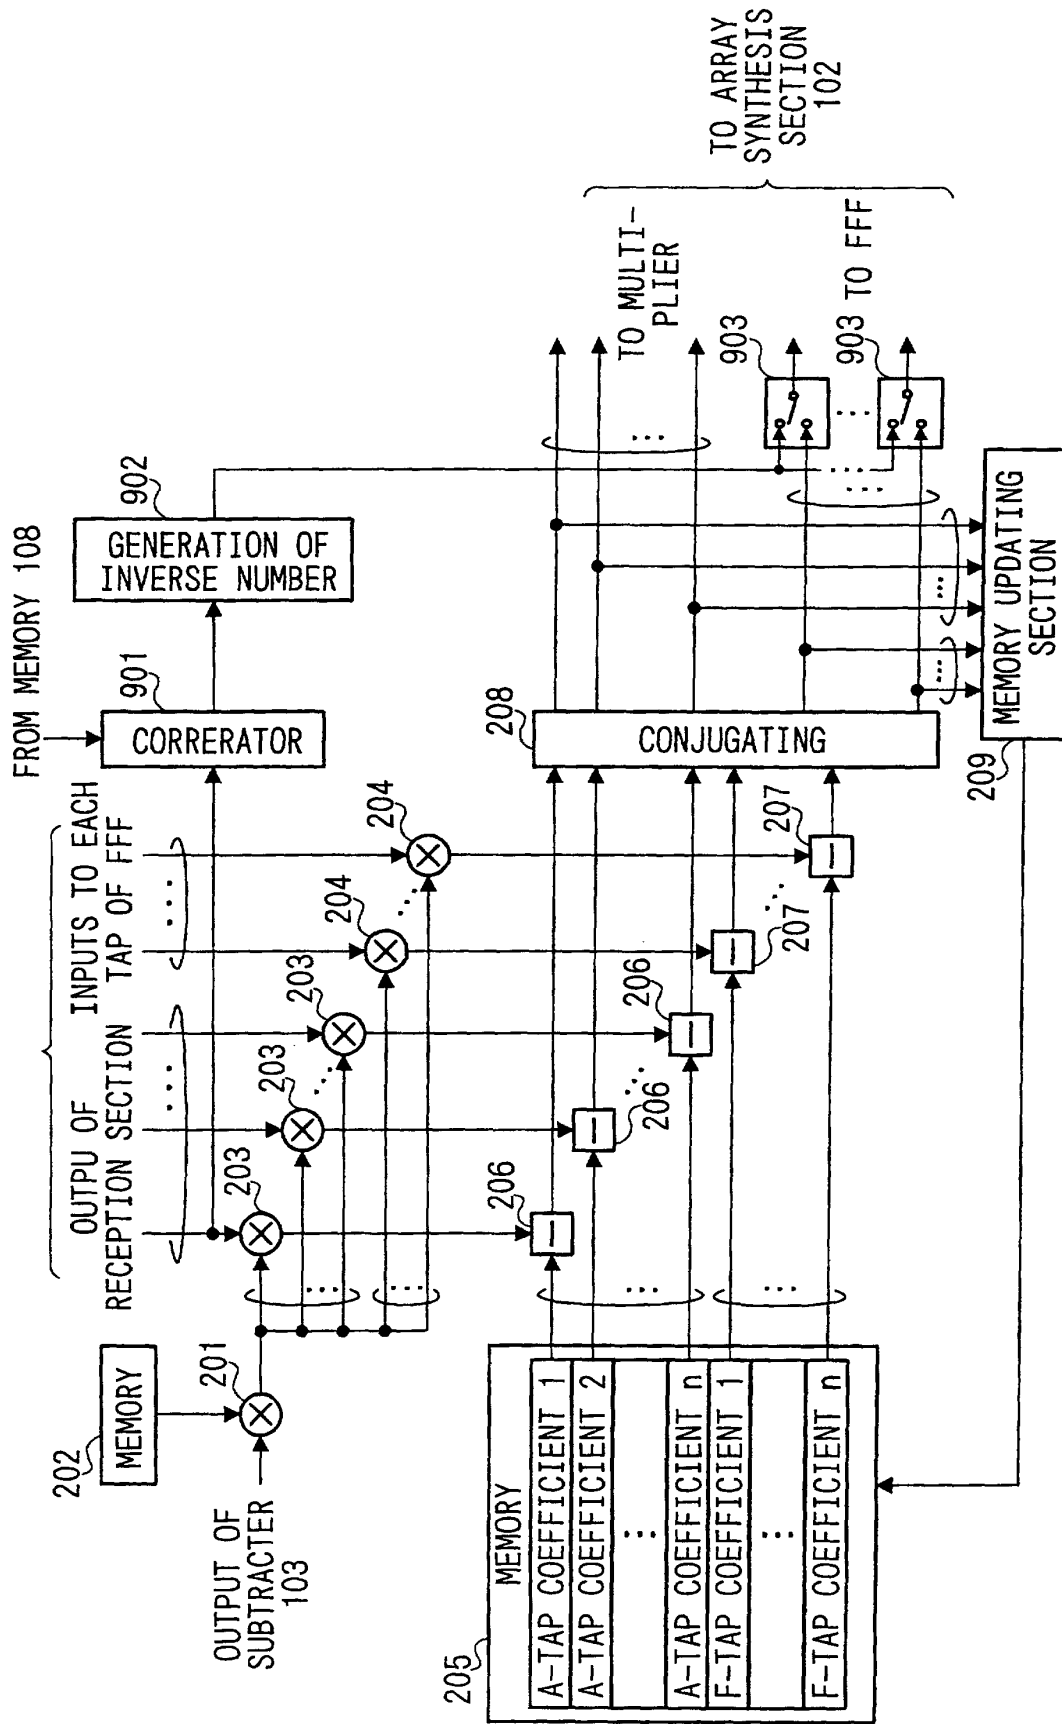 FROM MEMORY 108
901
CORRERATOR
902
GENERATION OF
INVERSE NUMBER
OUTPU OF
RECEPTION SECTION
INPUTS TO EACH
TAP OF FFF
202
MEMORY
201
OUTPUT OF
SUBTRACTER
103
203
203
203
204
204
206
206
206
207
207
208
CONJUGATING
TO MULTI-
PLIER
903
903
TO FFF
TO ARRAY
SYNTHESIS
SECTION
102
205
MEMORY
A-TAP COEFFICIENT 1
A-TAP COEFFICIENT 2
A-TAP COEFFICIENT n
F-TAP COEFFICIENT 1
F-TAP COEFFICIENT n
209
MEMORY UPDATING
SECTION